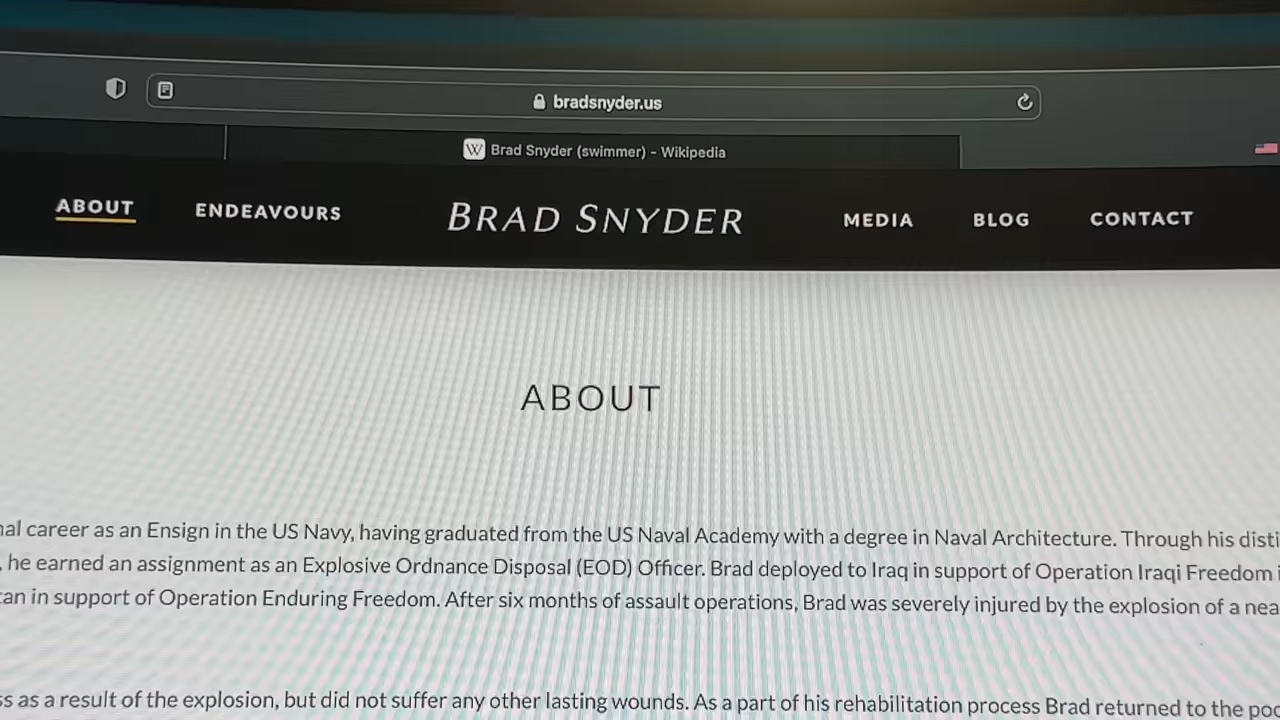 bradsnyder.us
W Brad Snyder (swimmer) - Wikipedia
ABOUT ENDEAVOURS BRAD SNYDER MEDIA BLOG CONTACT
ABOUT
nal career as an Ensign in the US Navy, having graduated from the US Naval Academy with a degree in Naval Architecture. Through his disti
, he earned an assignment as an Explosive Ordnance Disposal (EOD) Officer. Brad deployed to Iraq in support of Operation Iraqi Freedom i
tan in support of Operation Enduring Freedom. After six months of assault operations, Brad was severely injured by the explosion of a nea
ss as a result of the explosion, but did not suffer any other lasting wounds. As a part of his rehabilitation process Brad returned to the poo